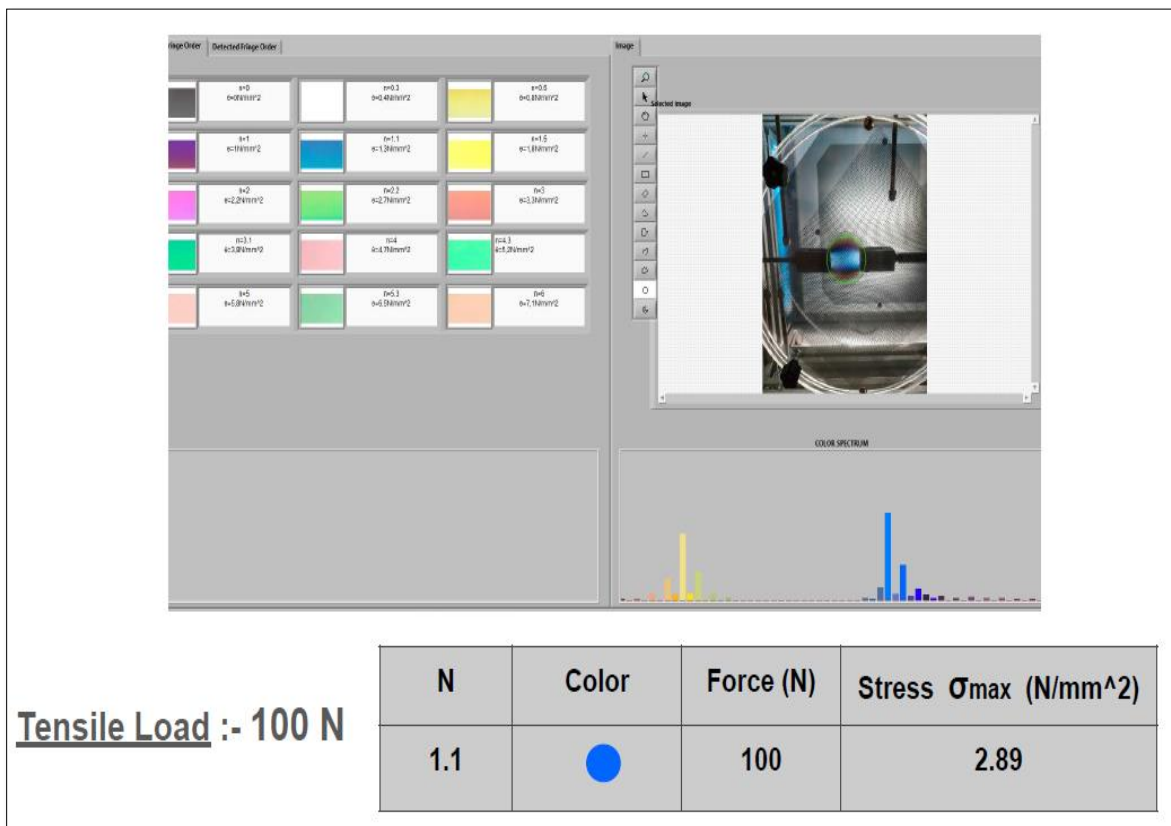 ringe Order
Detected Fringe Order
Image
n=0
e=0N/mm^2
n=0.3
e=0,4N/mm^2
n=0.6
e=0,8N/mm^2
n=1
e=1N/mm^2
n=1.1
e=1,3N/mm^2
n=1.5
e=1,8N/mm^2
n=2
e=2,2N/mm^2
n=2.2
e=2,7N/mm^2
n=3
e=3,3N/mm^2
n=3.1
e=3,9N/mm^2
n=4
e=4,7N/mm^2
n=4.3
e=5,2N/mm^2
n=5
e=5,8N/mm^2
n=5.3
e=6,5N/mm^2
n=6
e=7,1N/mm^2
Selected Image
COLOR SPECTRUM
Tensile Load :- 100 N
N Color Force (N) Stress σmax (N/mm^2)
1.1 100 2.89